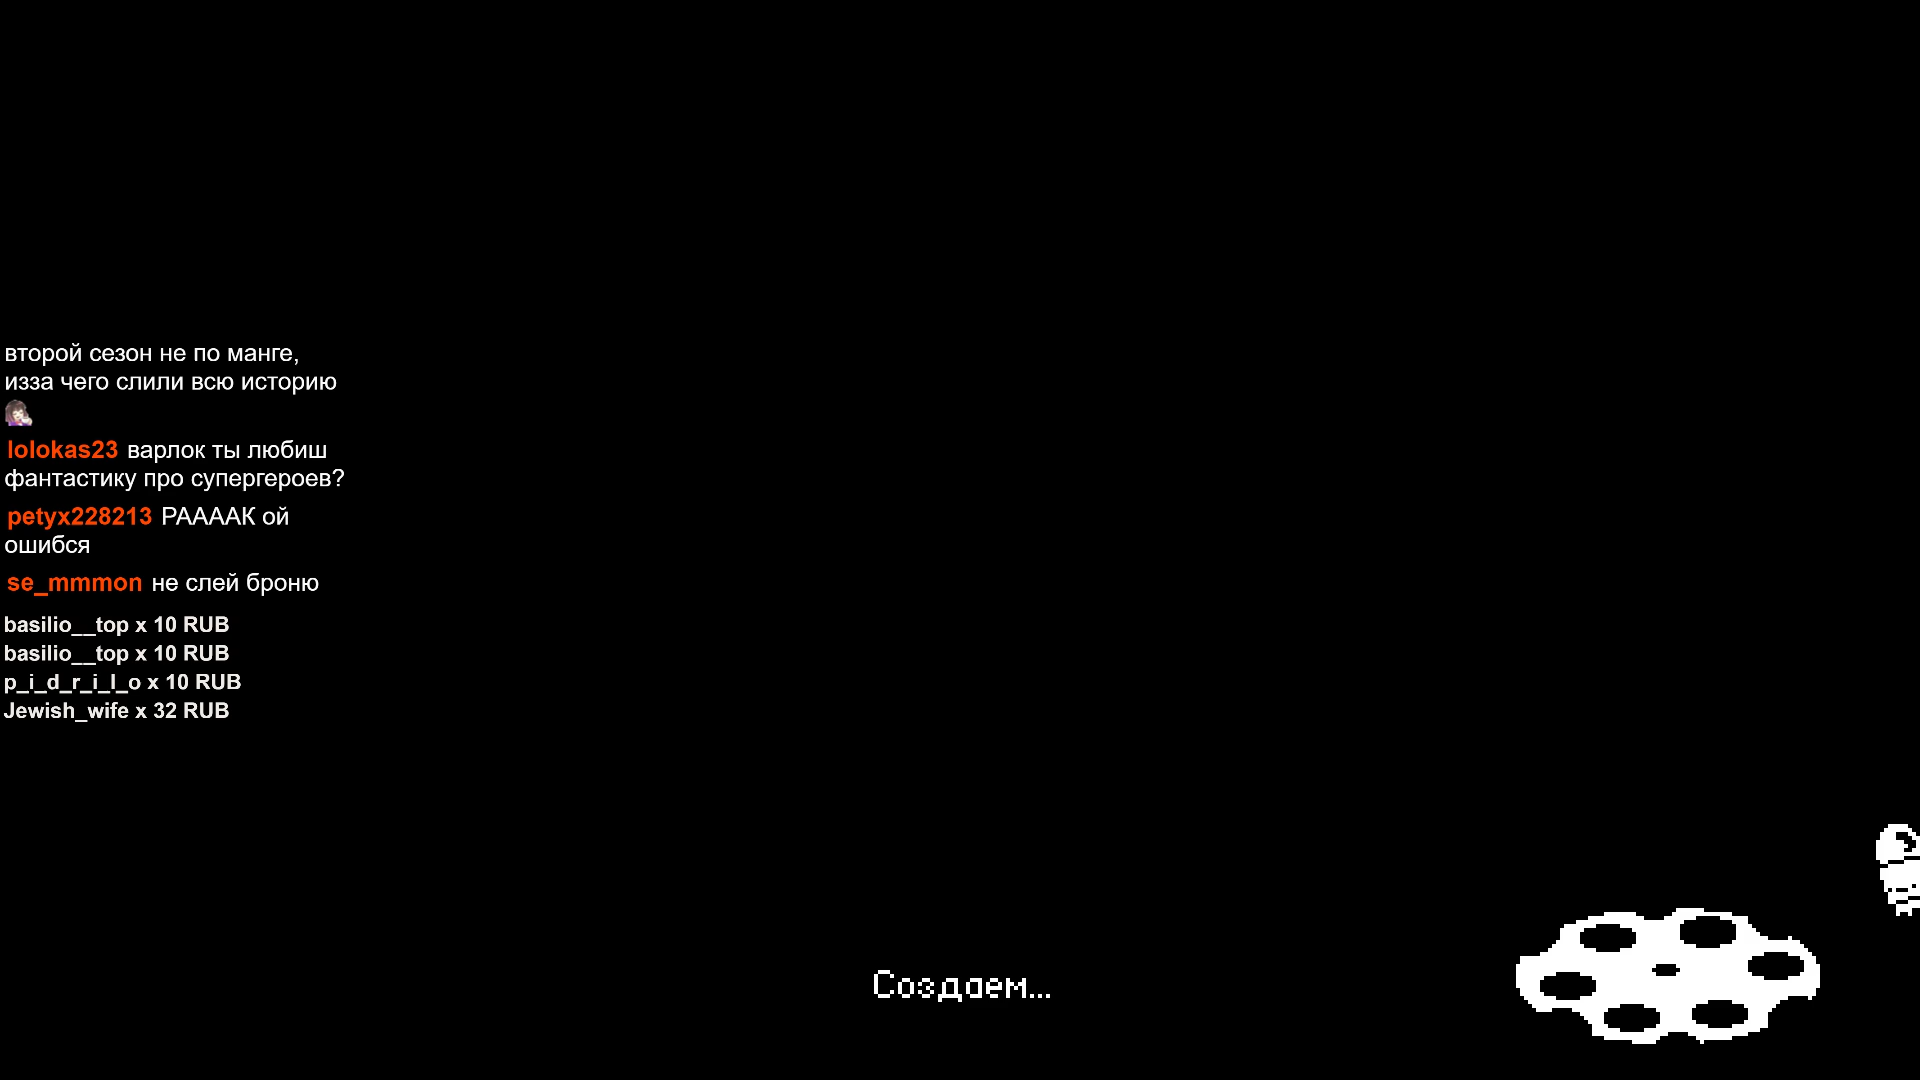 второй сезон не по манге,
изза чего слили всю историю
lolokas23 варлок ты любиш
фантастику про супергероев?
petyx228213 РААААК ой
ошибся
se_mmmon не слей броню
basilio__top x 10 RUB
basilio__top x 10 RUB
p_i_d_r_i_l_o x 10 RUB
Jewish_wife x 32 RUB
Создаем...